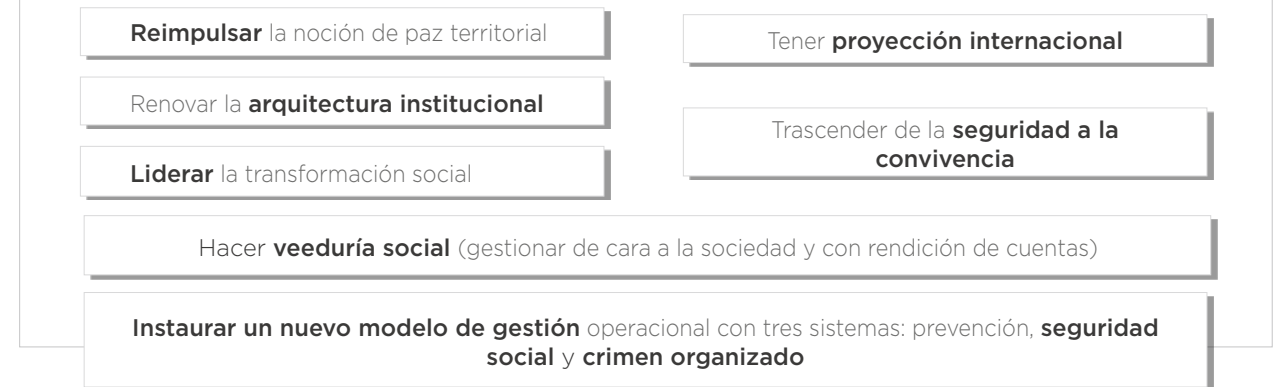 Reimpulsar la noción de paz territorial
Renovar la arquitectura institucional
Liderar la transformación social
Tener proyección internacional
Trascender de la seguridad a la
convivencia
Hacer veeduría social (gestionar de cara a la sociedad y con rendición de cuentas)
Instaurar un nuevo modelo de gestión operacional con tres sistemas: prevención, seguridad
social y crimen organizado